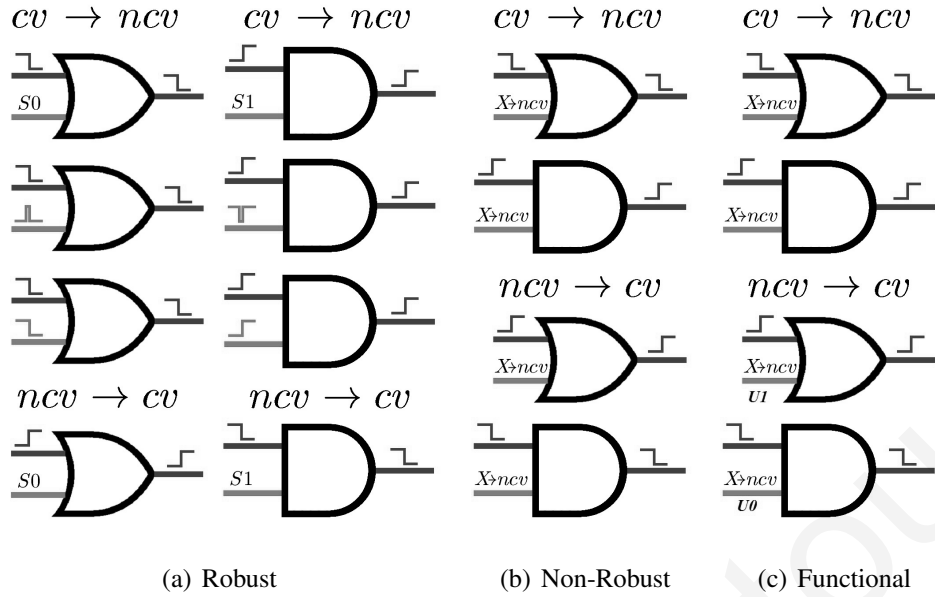 cv → ncv cv → ncv cv → ncv cv → ncv
S0 S1 X→ncv X→ncv
X→ncv X→ncv
ncv → cv ncv → cv
X→ncv X→ncv
U1
ncv → cv ncv → cv
S0 S1 X→ncv X→ncv
U0
(a) Robust (b) Non-Robust (c) Functional